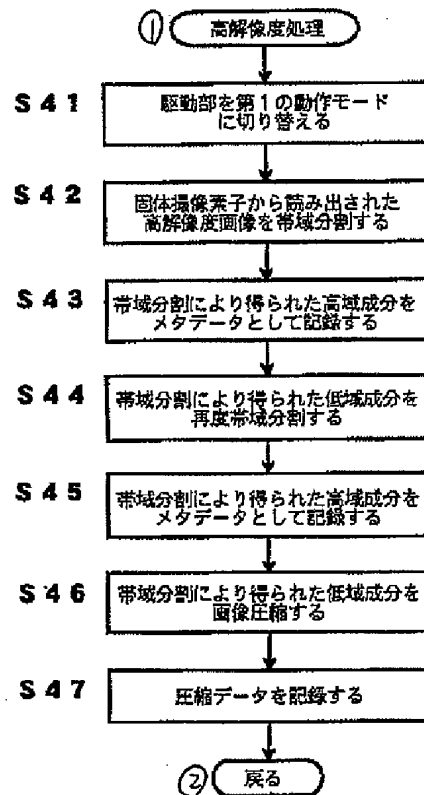 ① 高解像度処理
S41
駆動部を第1の動作モード
に切り替える
S42
固体撮像素子から読み出された
高解像度画像を帯域分割する
S43
帯域分割により得られた高域成分を
メタデータとして記録する
S44
帯域分割により得られた低域成分を
再度帯域分割する
S45
帯域分割により得られた高域成分を
メタデータとして記録する
S46
帯域分割により得られた低域成分を
画像圧縮する
S47
圧縮データを記録する
② 戻る